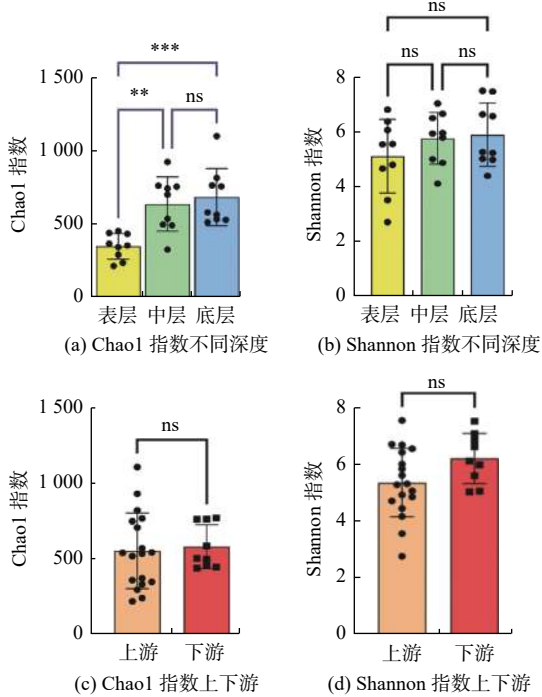 ***
**
ns
1 500
1 000
500
0
Chao1 指数
表层 中层 底层
(a) Chao1 指数不同深度
ns
ns
ns
8
6
4
2
0
Shannon 指数
表层 中层 底层
(b) Shannon 指数不同深度
ns
1 500
1 000
500
0
Chao1 指数
上游 下游
(c) Chao1 指数上下游
ns
8
6
4
2
0
Shannon 指数
上游 下游
(d) Shannon 指数上下游